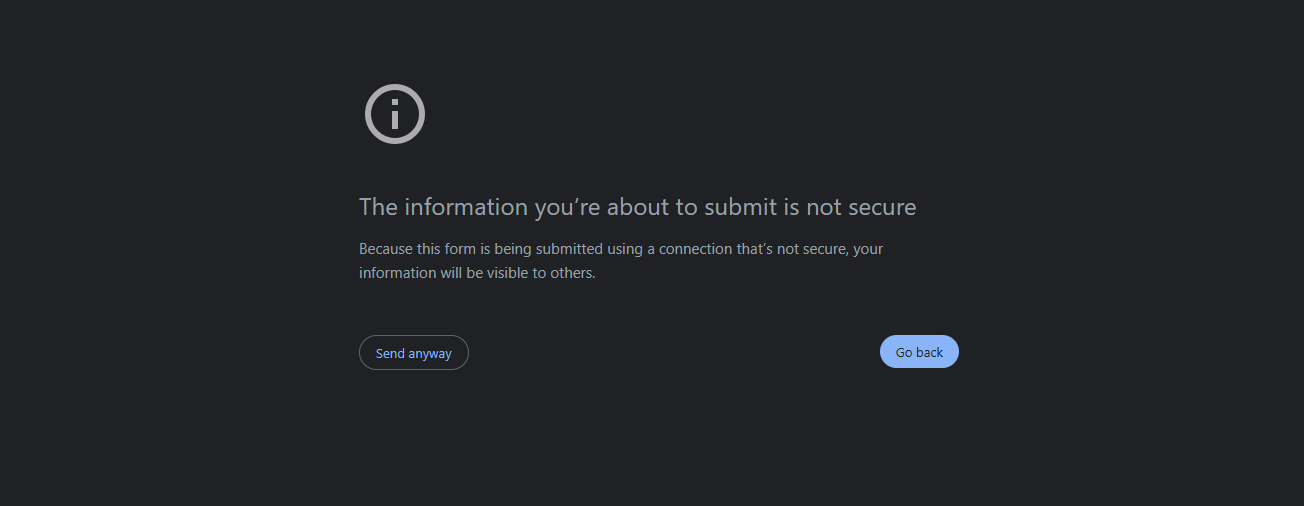 The information you’re about to submit is not secure
Because this form is being submitted using a connection that’s not secure, your
information will be visible to others.
Send anyway
Go back